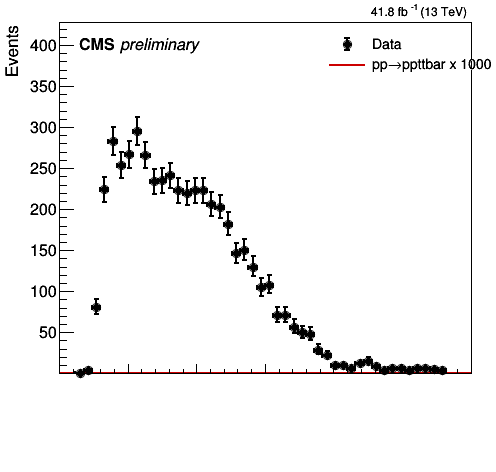 41.8 fb⁻¹ (13 TeV)
CMS preliminary
Data
pp→ppttbar x 1000
Events
400
350
300
250
200
150
100
50